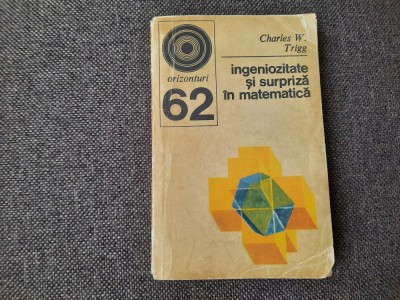 Charles W.
Trigg
orizonturi
62
ingeniozitate
și surpriză
în matematică